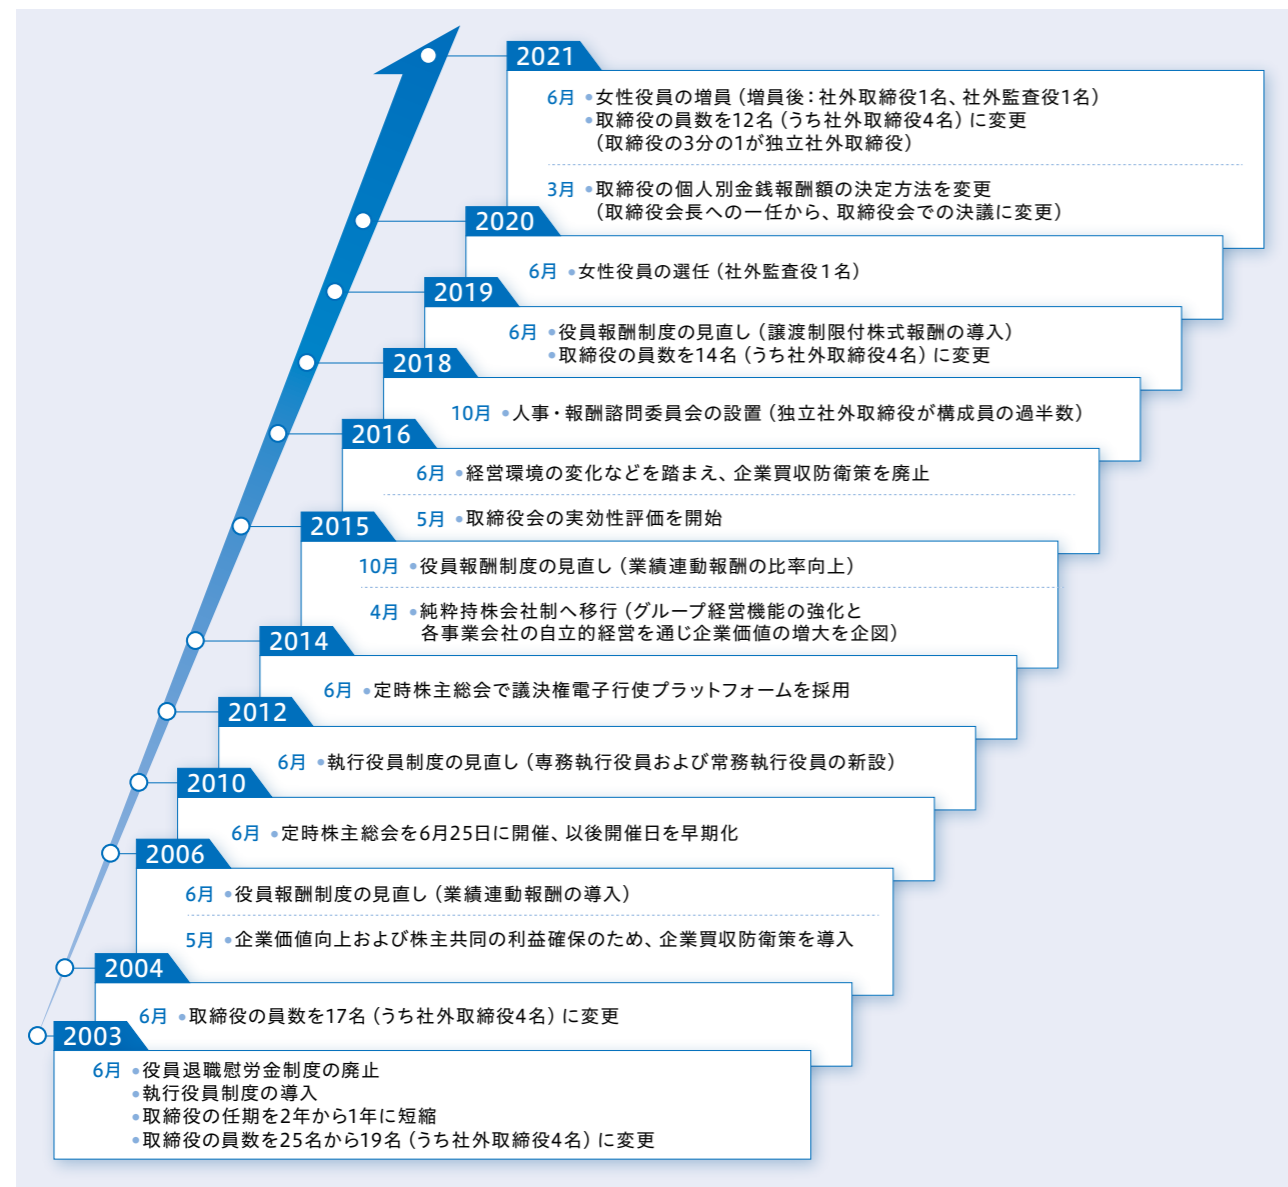 2021
6月 •女性役員の増員（増員後：社外取締役1名、社外監査役1名）
•取締役の員数を12名（うち社外取締役4名）に変更
（取締役の3分の1が独立社外取締役）
3月 •取締役の個人別金銭報酬額の決定方法を変更
（取締役会長への一任から、取締役会での決議に変更）
2020
6月 •女性役員の選任（社外監査役1名）
2019
6月 •役員報酬制度の見直し（譲渡制限付株式報酬の導入）
•取締役の員数を14名（うち社外取締役4名）に変更
2018
10月 •人事・報酬諮問委員会の設置（独立社外取締役が構成員の過半数）
2016
6月 •経営環境の変化などを踏まえ、企業買収防衛策を廃止
5月 •取締役会の実効性評価を開始
2015
10月 •役員報酬制度の見直し（業績連動報酬の比率向上）
4月 •純粋持株会社制へ移行（グループ経営機能の強化と
各事業会社の自立的経営を通じ企業価値の増大を企図）
2014
6月 •定時株主総会で議決権電子行使プラットフォームを採用
2012
6月 •執行役員制度の見直し（専務執行役員および常務執行役員の新設）
2010
6月 •定時株主総会を6月25日に開催、以後開催日を早期化
2006
6月 •役員報酬制度の見直し（業績連動報酬の導入）
5月 •企業価値向上および株主共同の利益確保のため、企業買収防衛策を導入
2004
6月 •取締役の員数を17名（うち社外取締役4名）に変更
2003
6月 •役員退職慰労金制度の廃止
•執行役員制度の導入
•取締役の任期を2年から1年に短縮
•取締役の員数を25名から19名（うち社外取締役4名）に変更